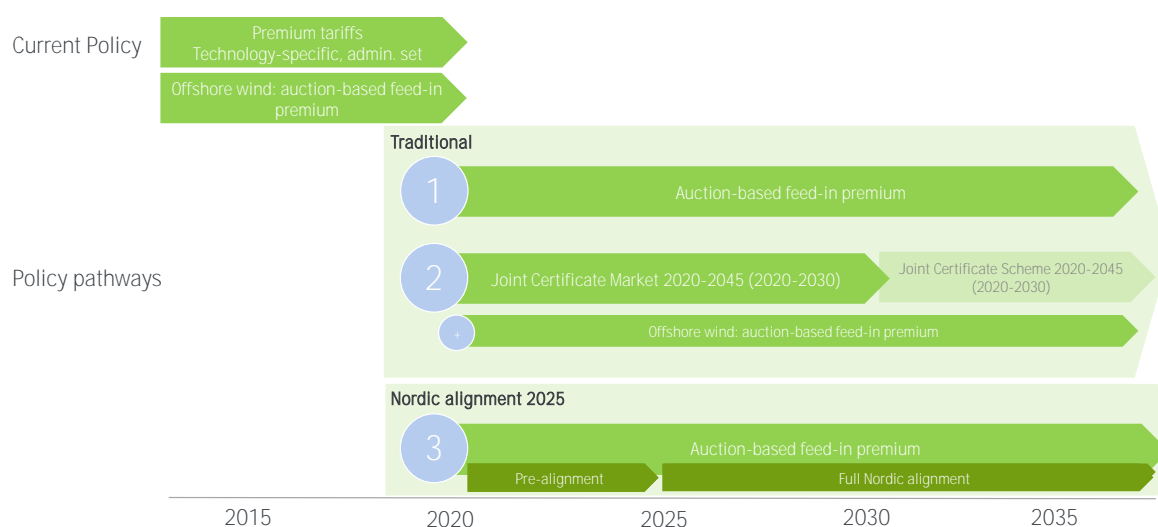 Current Policy
Premium tariffs
Technology-specific, admin. set
Offshore wind: auction-based feed-in
premium
Policy pathways
Traditional
1
Auction-based feed-in premium
2
Joint Certificate Market 2020-2045 (2020-2030)
Joint Certificate Scheme 2020-2045
(2020-2030)
+
Offshore wind: auction-based feed-in premium
Nordic alignment 2025
3
Auction-based feed-in premium
Pre-alignment
Full Nordic alignment
2015
2020
2025
2030
2035